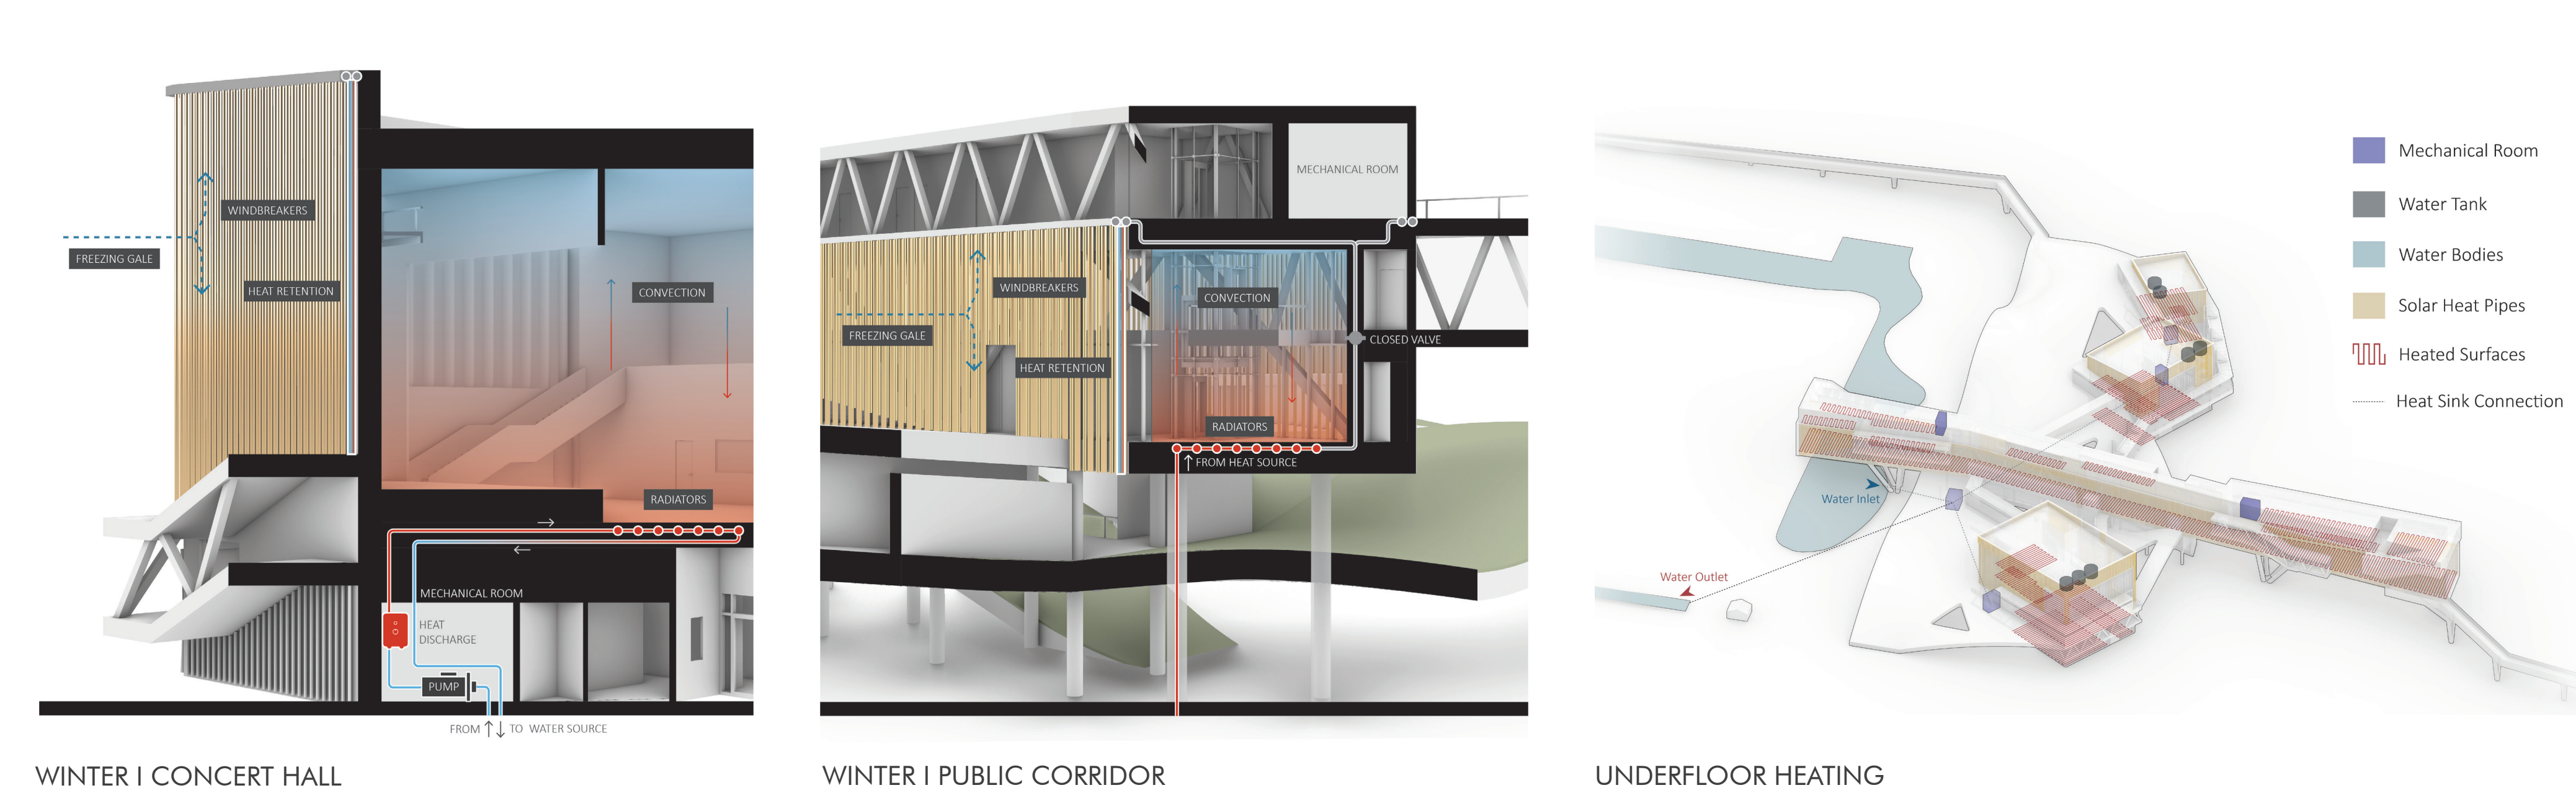 WINDBREAKERS
FREEZING GALE
HEAT RETENTION
CONVECTION
RADIATORS
MECHANICAL ROOM
HEAT
DISCHARGE
PUMP
FROM TO WATER SOURCE
WINTER I CONCERT HALL
MECHANICAL ROOM
WINDBREAKERS
CONVECTION
FREEZING GALE
CLOSED VALVE
HEAT RETENTION
RADIATORS
FROM HEAT SOURCE
WINTER I PUBLIC CORRIDOR
Mechanical Room
Water Tank
Water Bodies
Solar Heat Pipes
Heated Surfaces
Heat Sink Connection
Water Inlet
Water Outlet
UNDERFLOOR HEATING